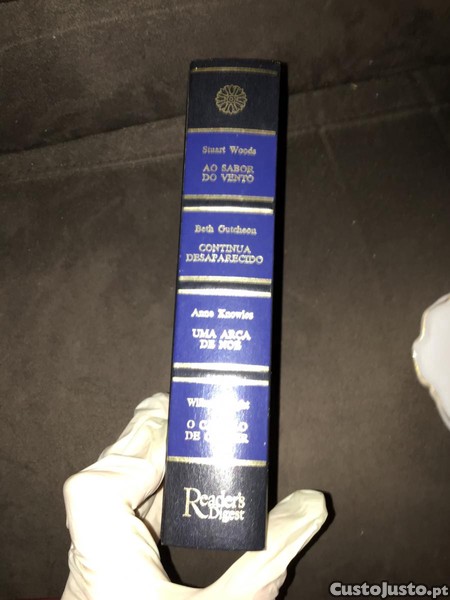 Stuart Woods
AO SABOR
DO VENTO
Beth Gutcheon
CONTINUA
DESAPARECIDO
Anne Knowles
UMA ARCA
DE NOÉ
O
DE
Reader's
Digest
CustoJusto.pt